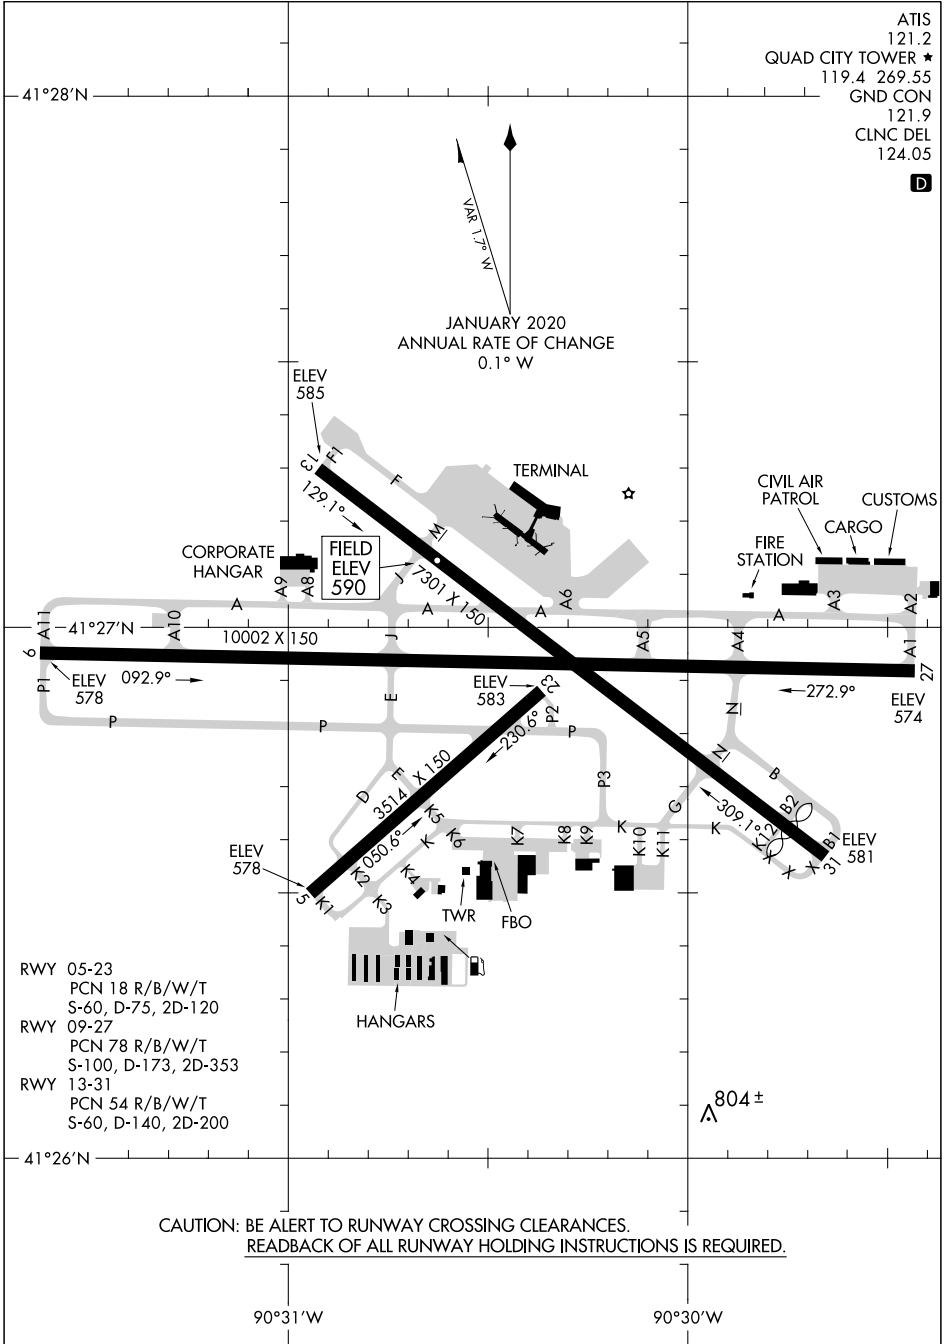 ATIS
121.2
QUAD CITY TOWER ★
119.4 269.55
GND CON
121.9
CLNC DEL
124.05
D
41°28'N
VAR 1.7° W
JANUARY 2020
ANNUAL RATE OF CHANGE
0.1° W
ELEV
585
13
F1
F
129.1°
TERMINAL
CIVIL AIR
PATROL
CUSTOMS
CARGO
FIRE
STATION
CORPORATE
HANGAR
FIELD
ELEV
590
M
J
7301 X 150
A9
A8
A
A
A
A6
A
A3
A2
A11
41°27'N
A10
J
A5
A4
A1
10002 X 150
9
27
P1
ELEV
578
092.9°
ELEV
583
23
272.9°
ELEV
574
E
P2
230.6°
N
P
P
P
N
B
D
E
3514 X 150
P3
G
309.1°
B2
K5
050.6°
K
K6
K7
K8
K9
K
K10
K11
K
K12
B1
31
ELEV
581
X
X
X
ELEV
578
K2
K4
5
K1
K3
TWR
FBO
HANGARS
RWY 05-23
PCN 18 R/B/W/T
S-60, D-75, 2D-120
RWY 09-27
PCN 78 R/B/W/T
S-100, D-173, 2D-353
RWY 13-31
PCN 54 R/B/W/T
S-60, D-140, 2D-200
804±
41°26'N
CAUTION: BE ALERT TO RUNWAY CROSSING CLEARANCES.
READBACK OF ALL RUNWAY HOLDING INSTRUCTIONS IS REQUIRED.
90°31'W
90°30'W